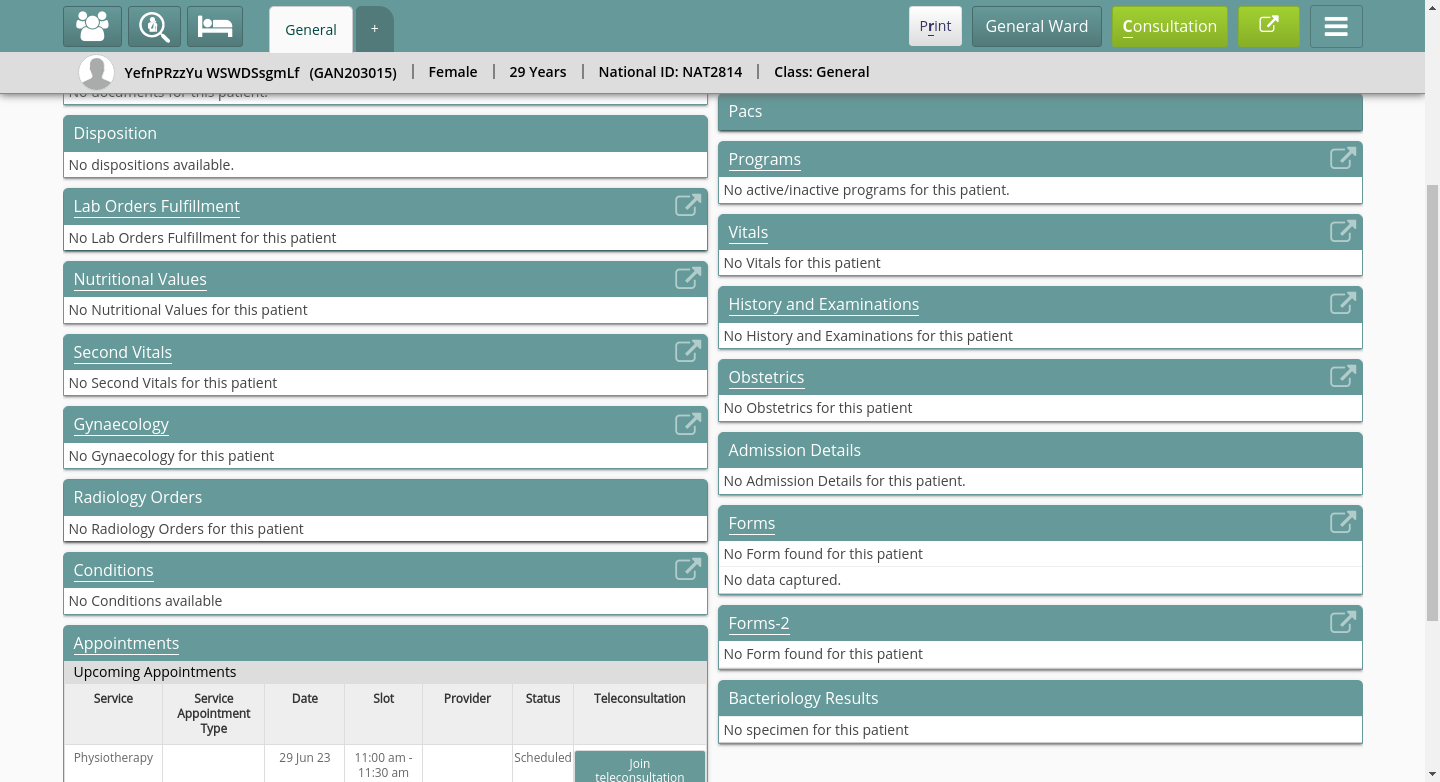 General
+
Print
General Ward
Consultation
YefnPRzzYu WSWDSsgmLf (GAN203015) | Female | 29 Years | National ID: NAT2814 | Class: General
No documents for this patient.
Disposition
No dispositions available.
Lab Orders Fulfillment
No Lab Orders Fulfillment for this patient
Nutritional Values
No Nutritional Values for this patient
Second Vitals
No Second Vitals for this patient
Gynaecology
No Gynaecology for this patient
Radiology Orders
No Radiology Orders for this patient
Conditions
No Conditions available
Appointments
Upcoming Appointments
Service
Service
Appointment
Type
Date
Slot
Provider
Status
Teleconsultation
Physiotherapy
29 Jun 23
11:00 am -
11:30 am
Scheduled
Join
teleconsultation
Pacs
Programs
No active/inactive programs for this patient.
Vitals
No Vitals for this patient
History and Examinations
No History and Examinations for this patient
Obstetrics
No Obstetrics for this patient
Admission Details
No Admission Details for this patient.
Forms
No Form found for this patient
No data captured.
Forms-2
No Form found for this patient
Bacteriology Results
No specimen for this patient